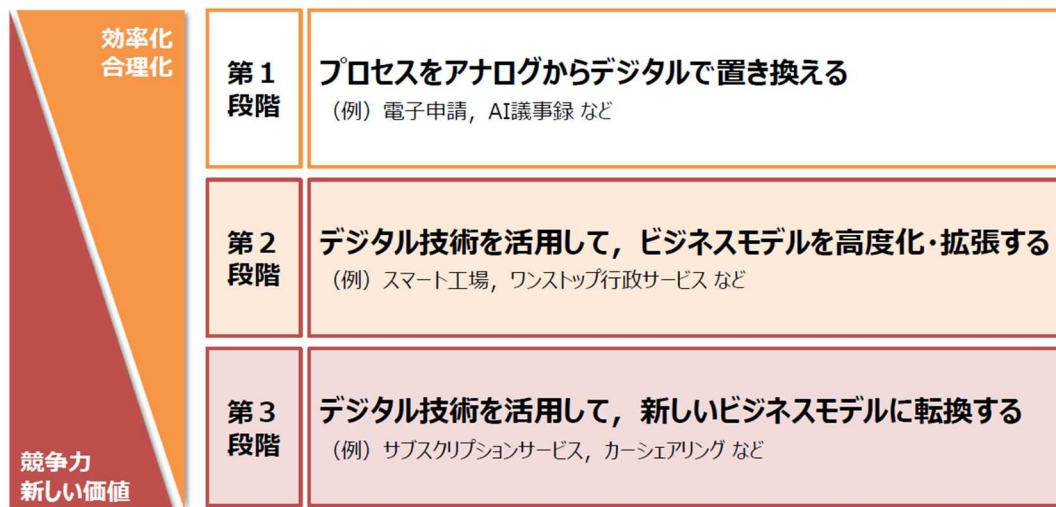 効率化
合理化
第1
段階
プロセスをアナログからデジタルで置き換える
（例）電子申請，AI議事録 など
第2
段階
デジタル技術を活用して，ビジネスモデルを高度化・拡張する
（例）スマート工場，ワンストップ行政サービス など
第3
段階
デジタル技術を活用して，新しいビジネスモデルに転換する
（例）サブスクリプションサービス，カーシェアリング など
競争力
新しい価値